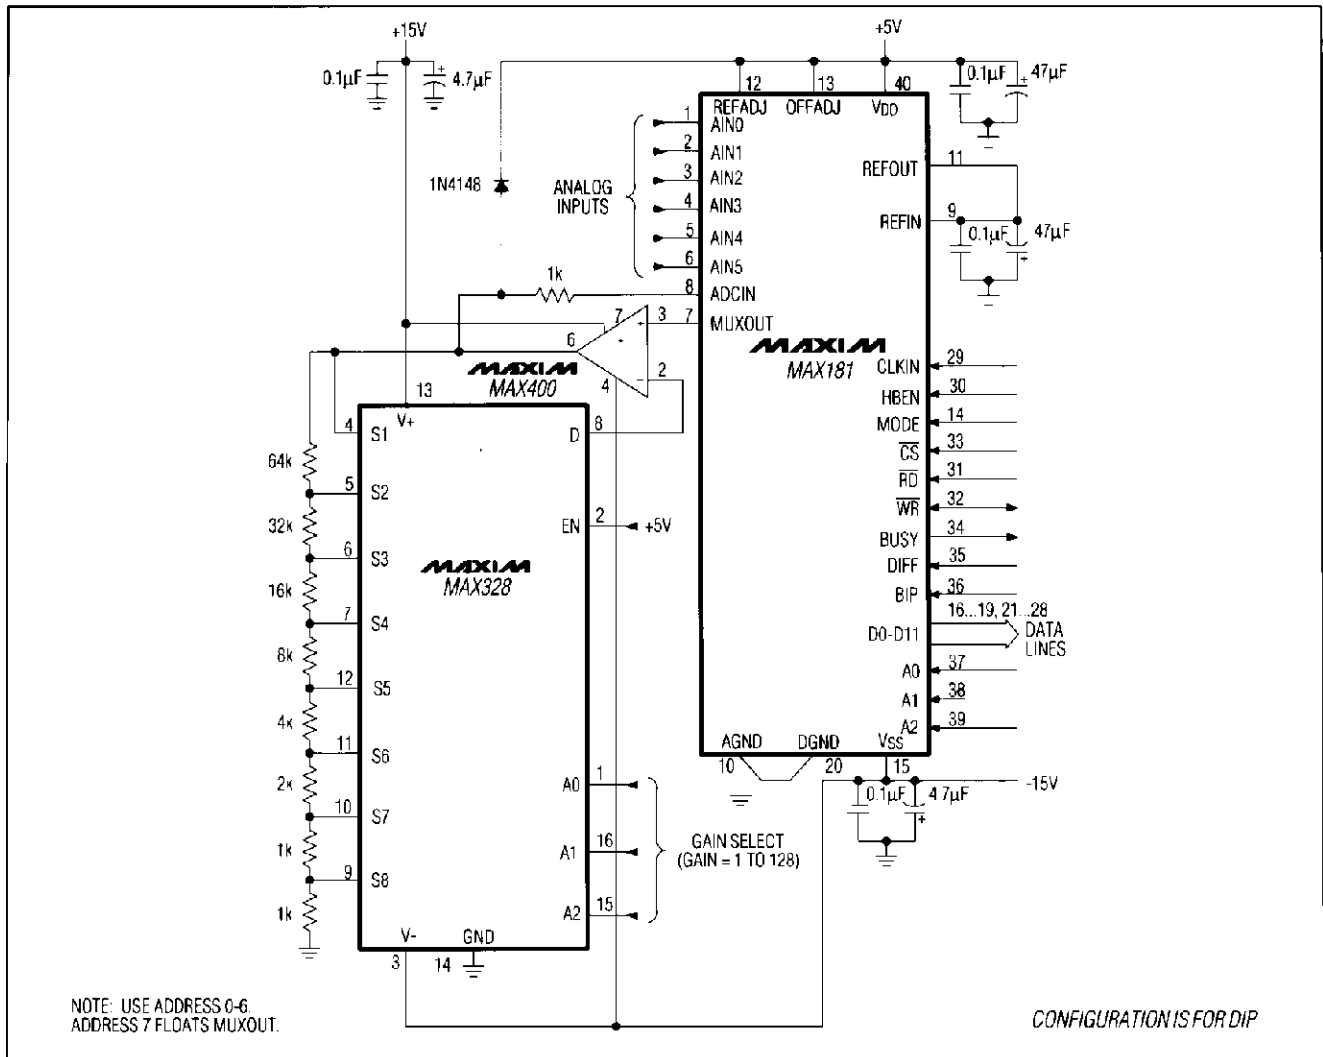 +15V
+5V
0.1µF
4.7µF
0.1µF
47µF
12
13
40
REFADJ
OFFADJ
VDD
1
AIN0
2
AIN1
3
AIN2
4
AIN3
5
AIN4
6
AIN5
8
ADCIN
7
MUXOUT
ANALOG
INPUTS
1N4148
1k
11
REFOUT
9
REFIN
0.1µF
47µF
7
3
6
2
4
MAXIM
MAX400
MAXIM
MAX181
CLKIN
29
HBEN
30
MODE
14
CS
33
RD
31
WR
32
BUSY
34
DIFF
35
BIP
36
16...19, 21...28
D0-D11
DATA
LINES
A0
37
A1
38
A2
39
AGND
DGND
VSS
10
20
15
-15V
0.1µF
4.7µF
13
V+
4
S1
8
D
64k
5
S2
32k
6
S3
16k
7
S4
8k
12
S5
4k
11
S6
2k
10
S7
1k
9
S8
1k
EN
2
+5V
MAXIM
MAX328
A0
1
A1
16
A2
15
GAIN SELECT
(GAIN = 1 TO 128)
V-
GND
3
14
NOTE: USE ADDRESS 0-6.
ADDRESS 7 FLOATS MUXOUT.
CONFIGURATION IS FOR DIP